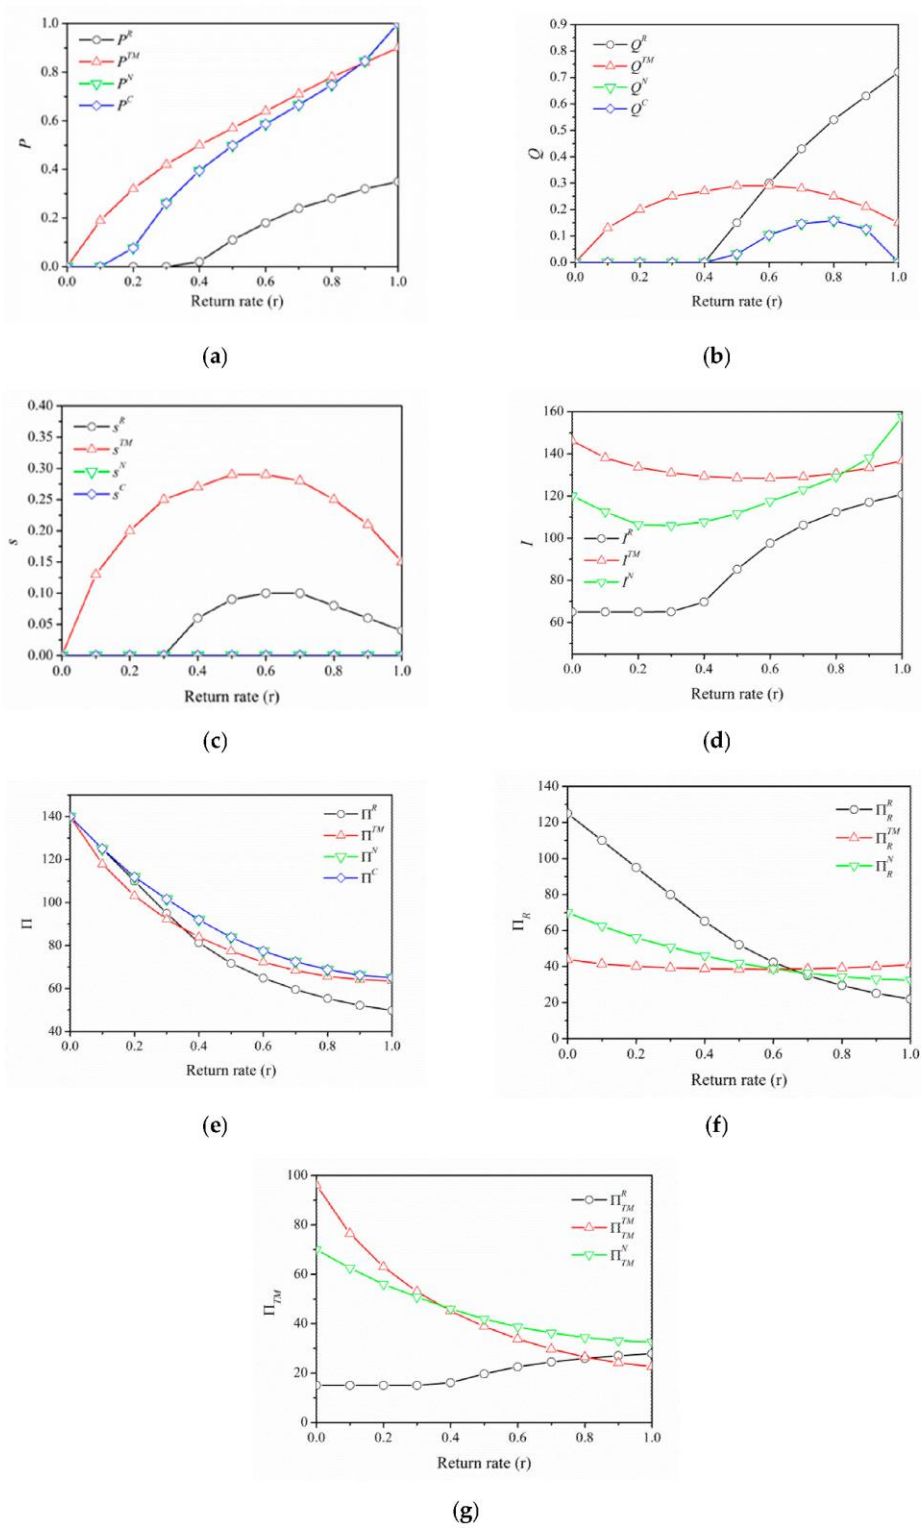 1.0
0.8
0.6
0.4
0.2
0.0
P
P^R
P^TM
P^N
P^C
0.0 0.2 0.4 0.6 0.8 1.0
Return rate (r)
(a)
0.9
0.8
0.7
0.6
0.5
0.4
0.3
0.2
0.1
0.0
Q
Q^R
Q^TM
Q^N
Q^C
0.0 0.2 0.4 0.6 0.8 1.0
Return rate (r)
(b)
0.40
0.35
0.30
0.25
0.20
0.15
0.10
0.05
0.00
s
s^R
s^TM
s^N
s^C
0.0 0.2 0.4 0.6 0.8 1.0
Return rate (r)
(c)
160
140
120
100
80
60
I
I^R
I^TM
I^N
0.0 0.2 0.4 0.6 0.8 1.0
Return rate (r)
(d)
140
120
100
80
60
40
Π
Π^R
Π^TM
Π^N
Π^C
0.0 0.2 0.4 0.6 0.8 1.0
Return rate (r)
(e)
140
120
100
80
60
40
20
0
Π_R
Π_R^R
Π_R^TM
Π_R^N
0.0 0.2 0.4 0.6 0.8 1.0
Return rate (r)
(f)
100
80
60
40
20
0
Π_TM
Π_TM^R
Π_TM^TM
Π_TM^N
0.0 0.2 0.4 0.6 0.8 1.0
Return rate (r)
(g)